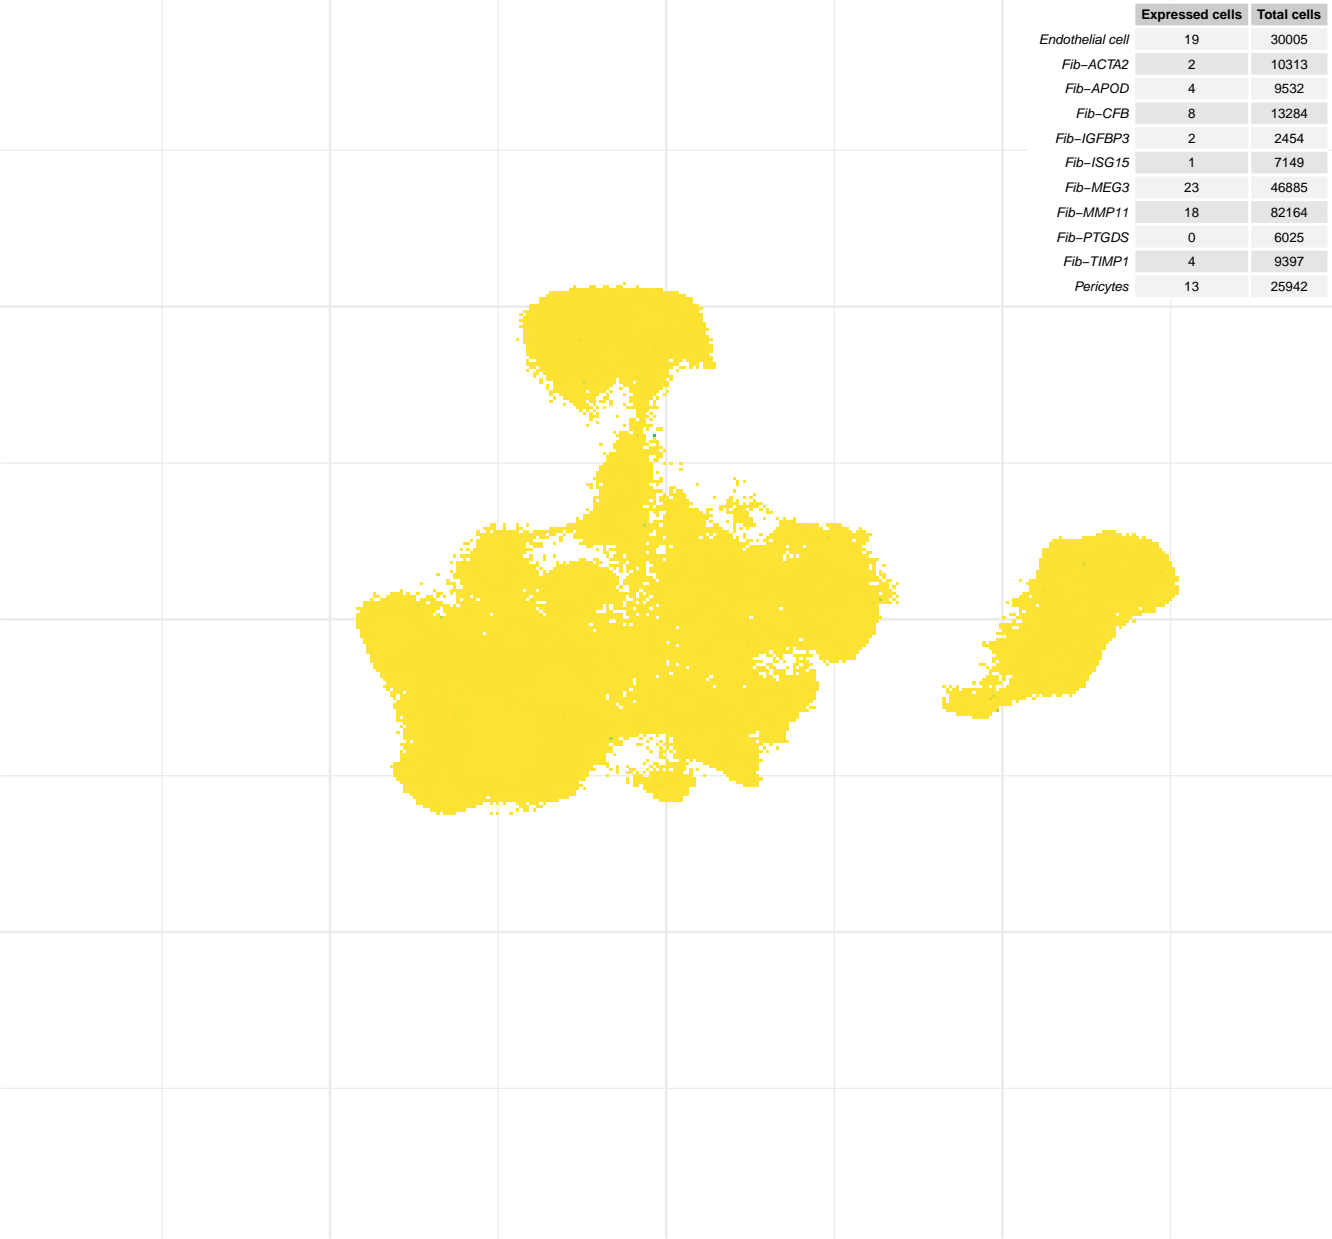 Expressed cells Total cells
Endothelial cell 19 30005
Fib−ACTA2 2 10313
Fib−APOD 4 9532
Fib−CFB 8 13284
Fib−IGFBP3 2 2454
Fib−ISG15 1 7149
Fib−MEG3 23 46885
Fib−MMP11 18 82164
Fib−PTGDS 0 6025
Fib−TIMP1 4 9397
Pericytes 13 25942